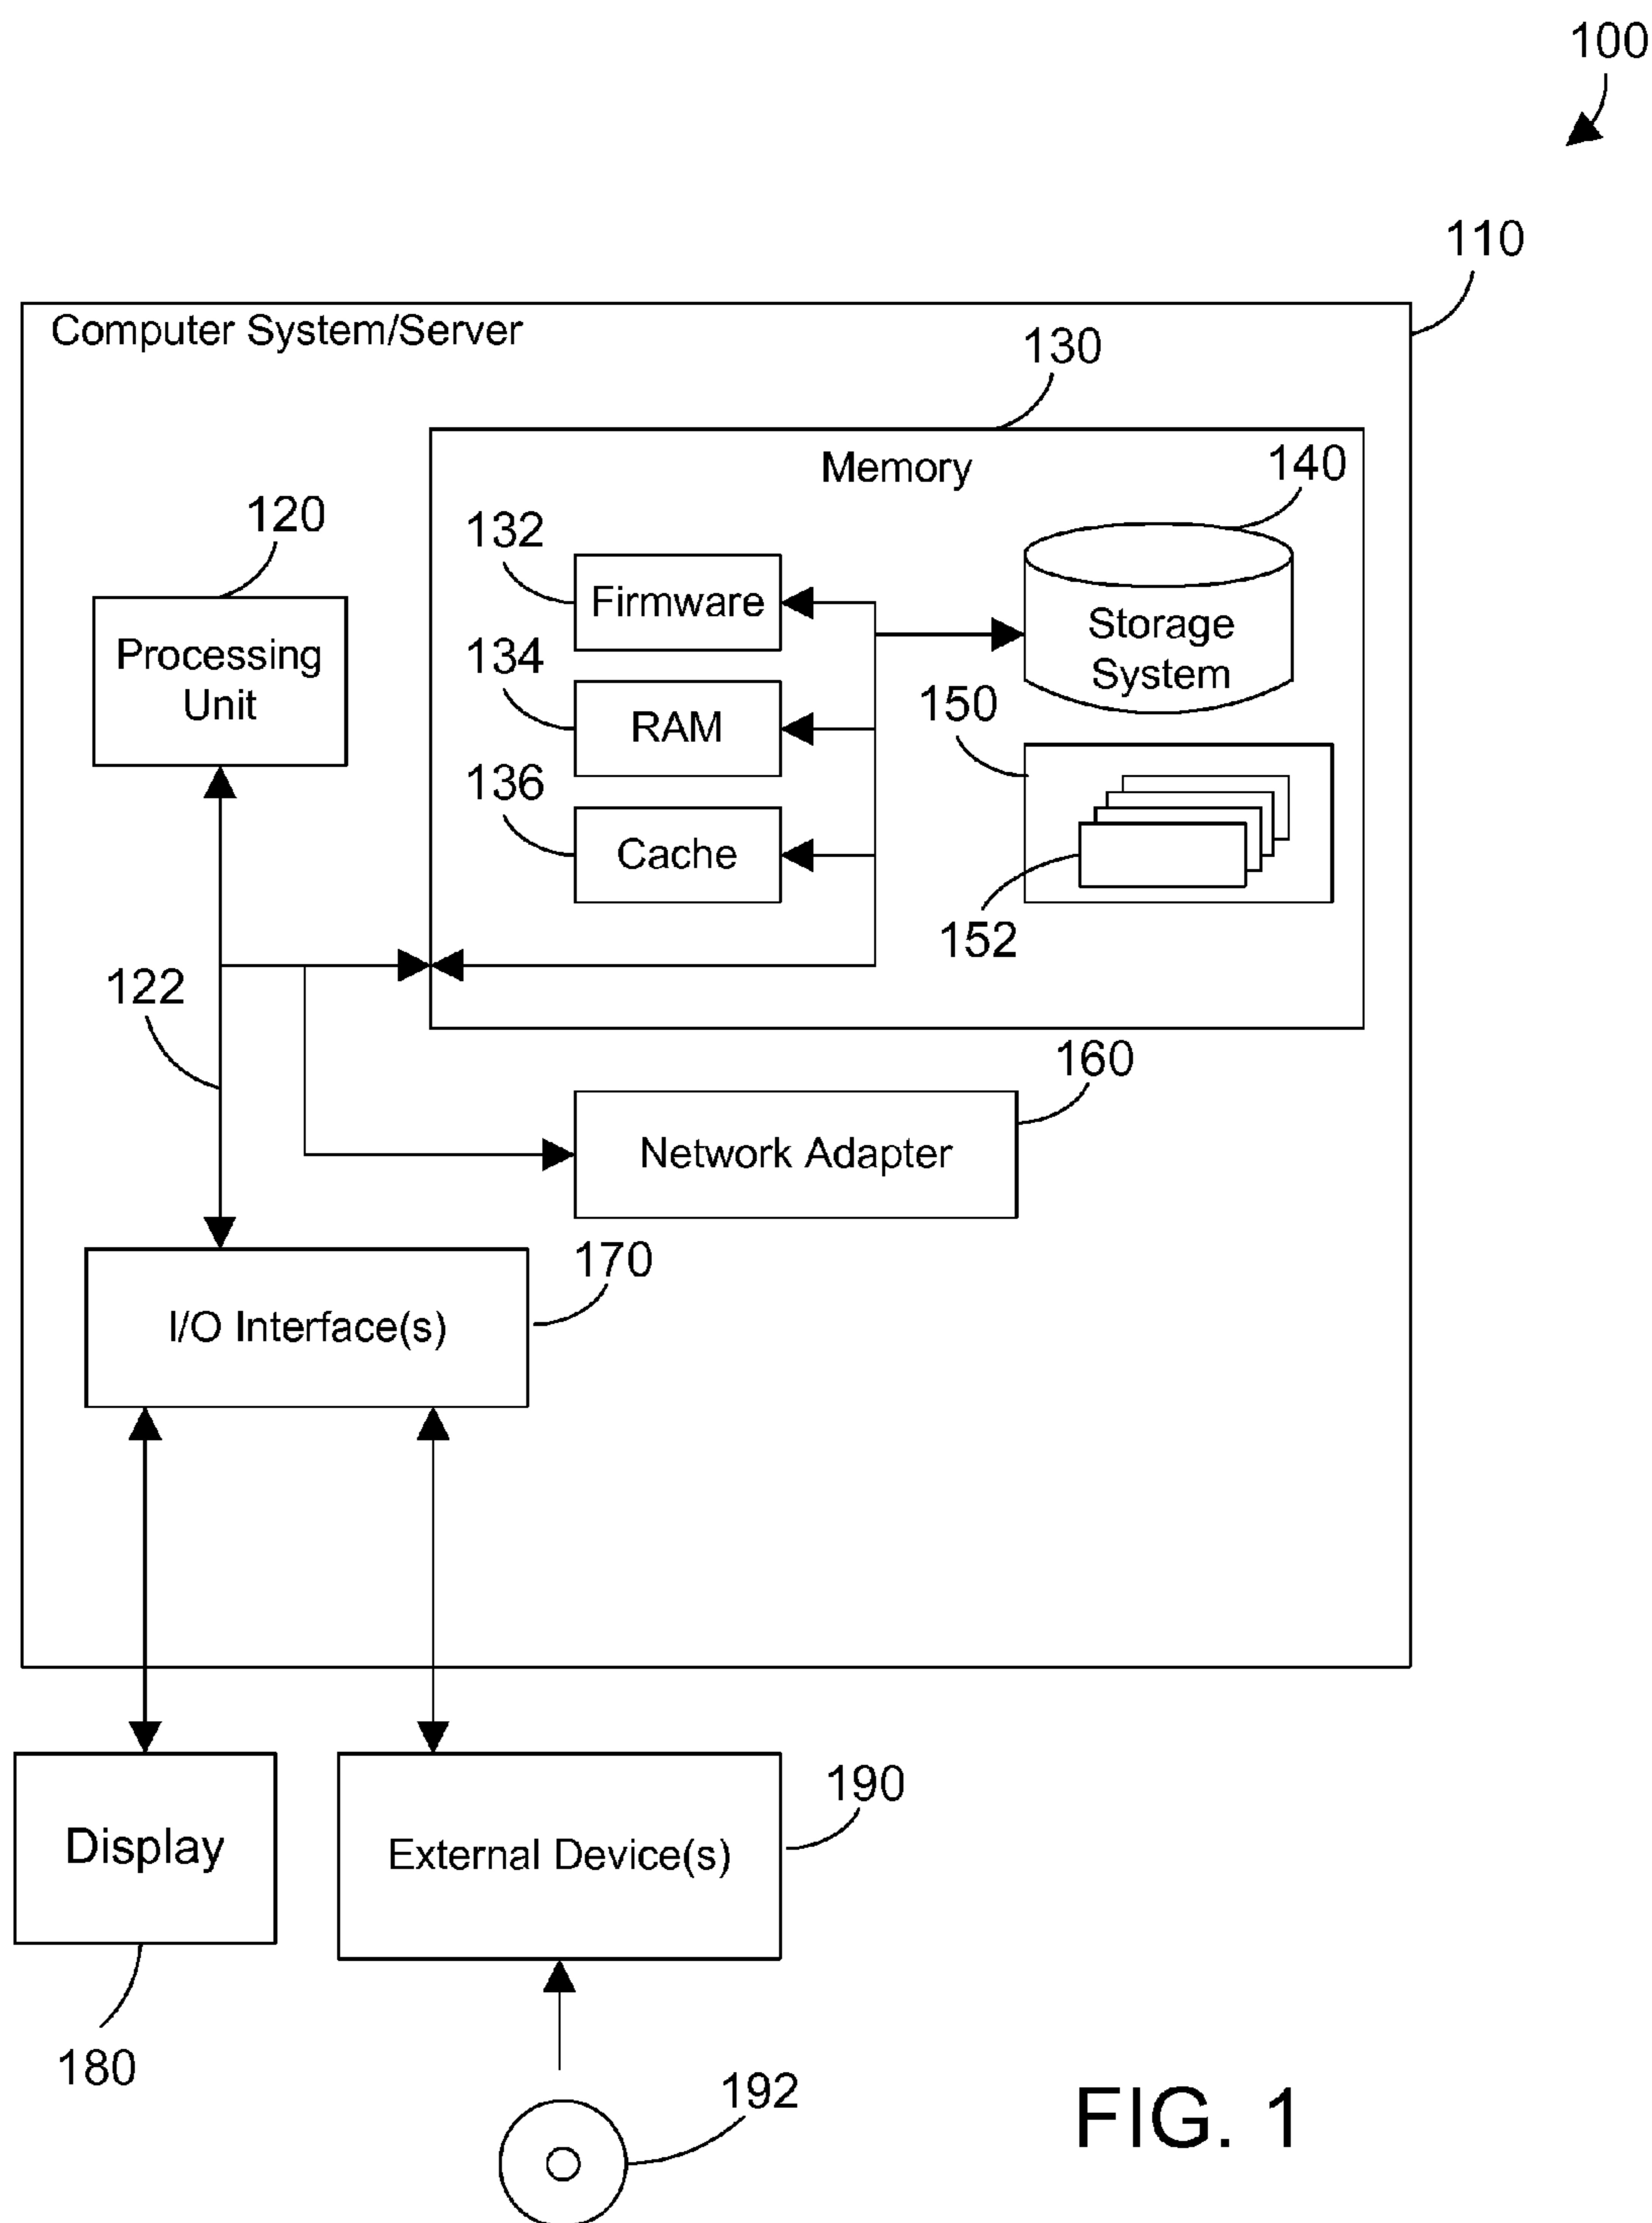 100
110
Computer System/Server
130
Memory
140
120
132
Firmware
Storage
System
Processing
Unit
134
RAM
150
136
Cache
152
122
160
Network Adapter
170
I/O Interface(s)
190
Display
External Device(s)
180
192
FIG. 1